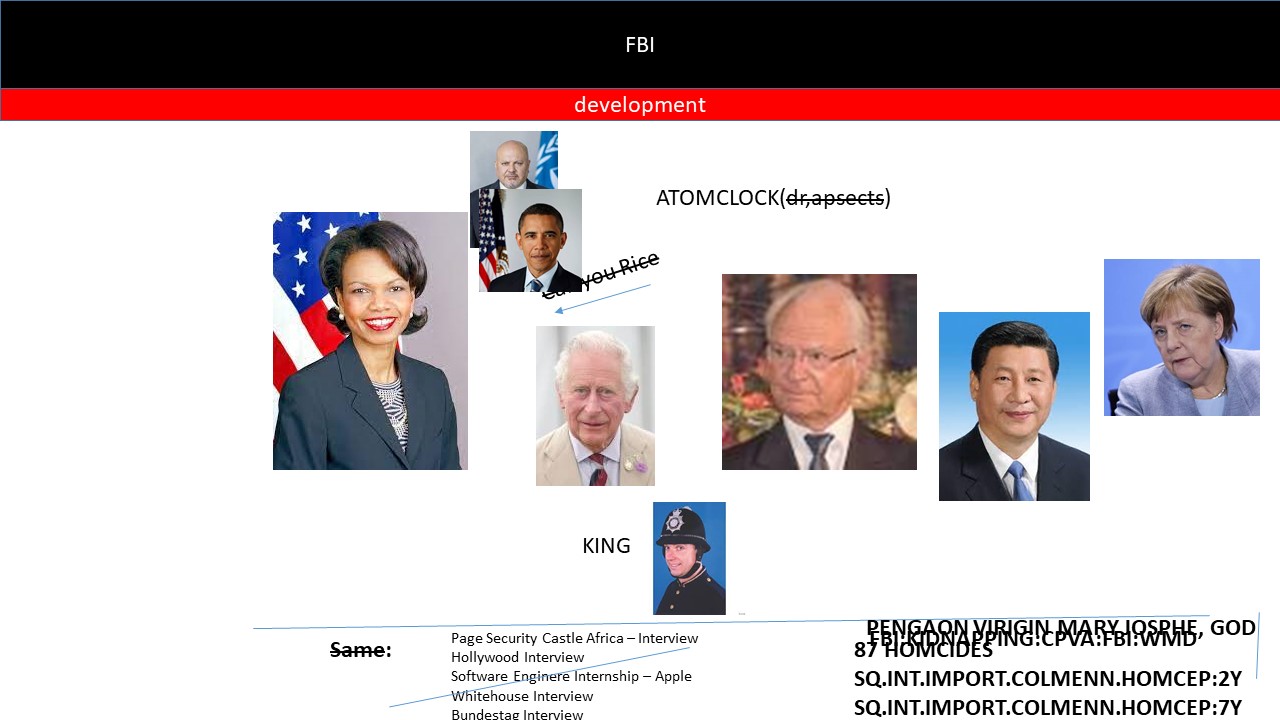 FBI
development
ATOMCLOCK(dr,apsects)
you Rice
KING
PENGAON VIRIGIN MARY JOSPHE, GOD
FBI:KIDNAPPING:CPVA:FBI:WMD
87 HOMCIDES
SQ.INT.IMPORT.COLMENN.HOMCEP:2Y
SQ.INT.IMPORT.COLMENN.HOMCEP:7Y
Same:
Page Security Castle Africa – Interview
Hollywood Interview
Software Enginere Internship – Apple
Whitehouse Interview
Bundestag Interview